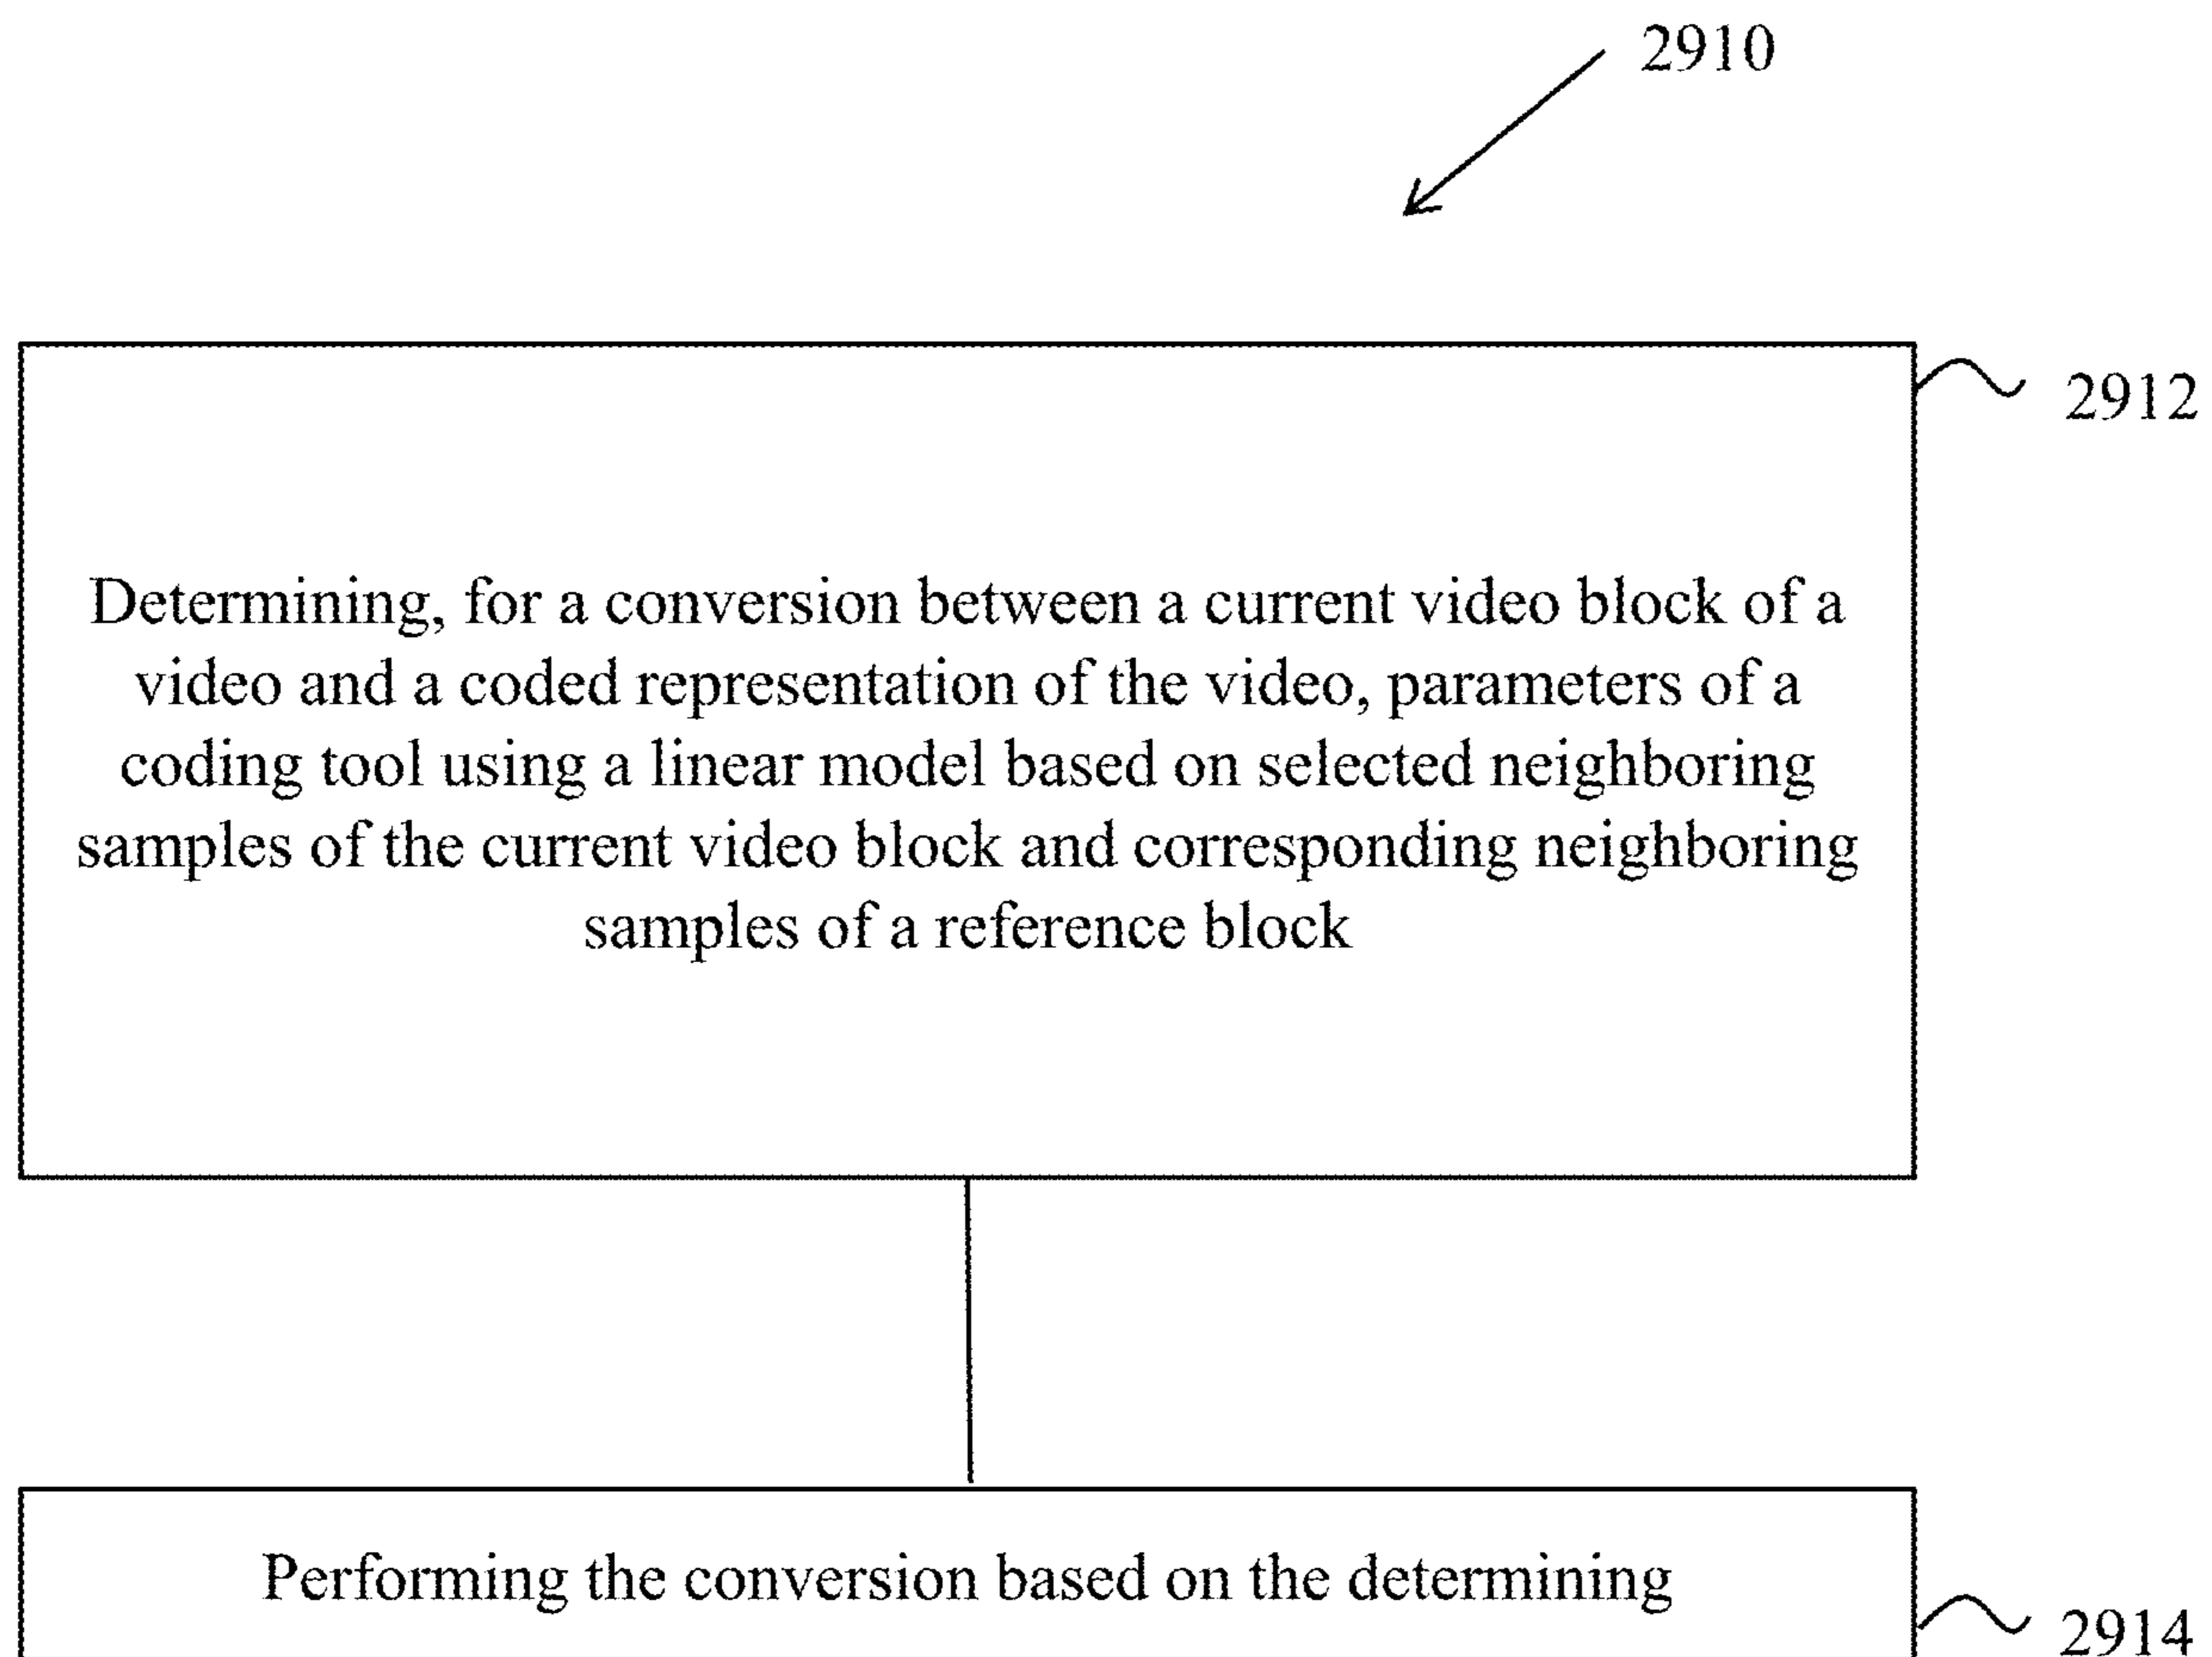 2910
2912
Determining, for a conversion between a current video block of a
video and a coded representation of the video, parameters of a
coding tool using a linear model based on selected neighboring
samples of the current video block and corresponding neighboring
samples of a reference block
Performing the conversion based on the determining
2914